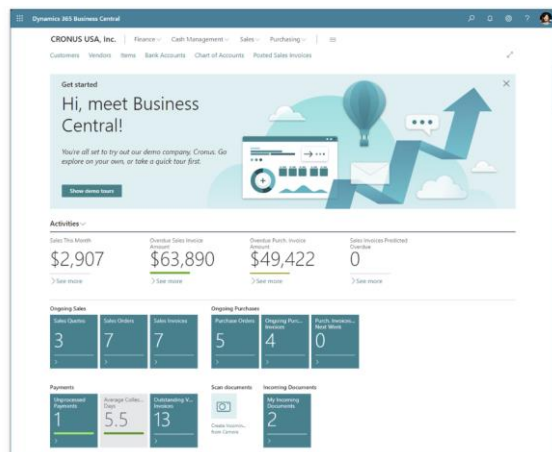 Dynamics 365 Business Central
CRONUS USA, Inc.
Finance
Cash Management
Sales
Purchasing
Customers
Vendors
Items
Bank Accounts
Chart of Accounts
Posted Sales Invoices
Get started
Hi, meet Business
Central!
You're all set to try out our demo company, Cronus. Go
explore on your own, or take a quick tour first.
Show demo tours
Activities
Sales This Month
$2,907
See more
Overdue Sales Invoice
Amount
$63,890
See more
Overdue Purch. Invoice
Amount
$49,422
See more
Sales Invoices Predicted
Overdue
0
See more
Ongoing Sales
Sales Quotes
3
Sales Orders
7
Sales Invoices
7
Ongoing Purchases
Purchase Orders
5
Ongoing Purc...
Invoices
4
Purch. Invoices...
Next Week
0
Payments
Unprocessed
Payments
1
Average Collec...
Days
5.5
Outstanding V...
Invoices
13
Scan documents
Create Incomin...
from Camera
Incoming Documents
My Incoming
Documents
2